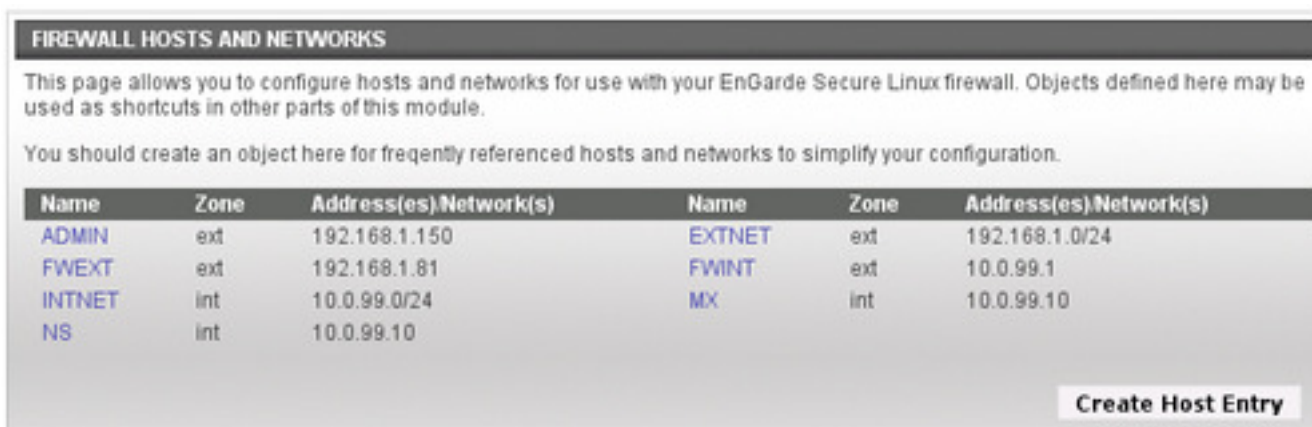 FIREWALL HOSTS AND NETWORKS
This page allows you to configure hosts and networks for use with your EnGarde Secure Linux firewall. Objects defined here may be
used as shortcuts in other parts of this module.
You should create an object here for freqently referenced hosts and networks to simplify your configuration.
Name Zone Address(es)/Network(s) Name Zone Address(es)/Network(s)
ADMIN ext 192.168.1.150 EXTNET ext 192.168.1.0/24
FWEXT ext 192.168.1.81 FWINT ext 10.0.99.1
INTNET int 10.0.99.0/24 MX int 10.0.99.10
NS int 10.0.99.10
Create Host Entry